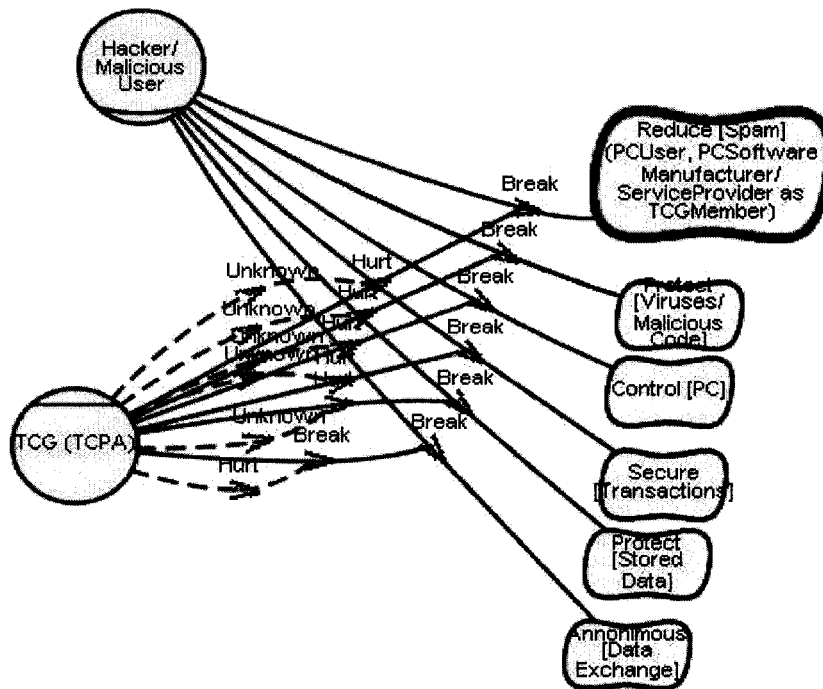 Hacker/
Malicious
User
Reduce [Spam]
(PCUser, PCSoftware
Manufacturer/
ServiceProvider as
TCGMember)
Break
Break
Unknown
Hurt
Break
Protect
[Viruses/
Malicious
Code]
Unknown
Hurt
Hurt
Unknown
Unknown
Hurt
Break
Control [PC]
Hurt
Break
Unknown
Break
Break
TCG (TCPA)
Hurt
Secure
[Transactions]
Protect
[Stored
Data]
Annonimous
[Data
Exchange]